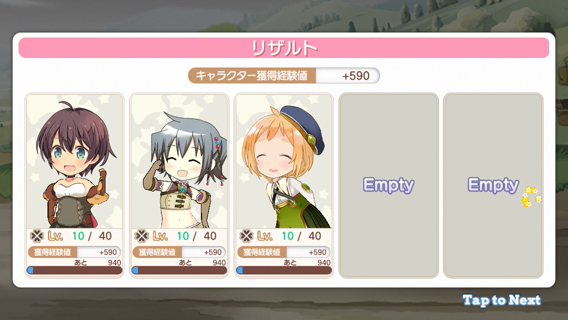 リザルト
キャラクター獲得経験値 +590
Lv. 10 / 40
獲得経験値 +590
あと 940
Lv. 10 / 40
獲得経験値 +590
あと 940
Lv. 10 / 40
獲得経験値 +590
あと 940
Empty
Empty
Tap to Next